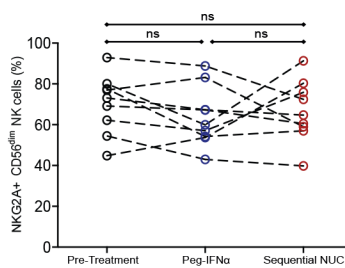 ns
ns ns
NKG2A+ CD56dim NK cells (%)
100
80
60
40
20
0
Pre-Treatment Peg-IFNα Sequential NUC